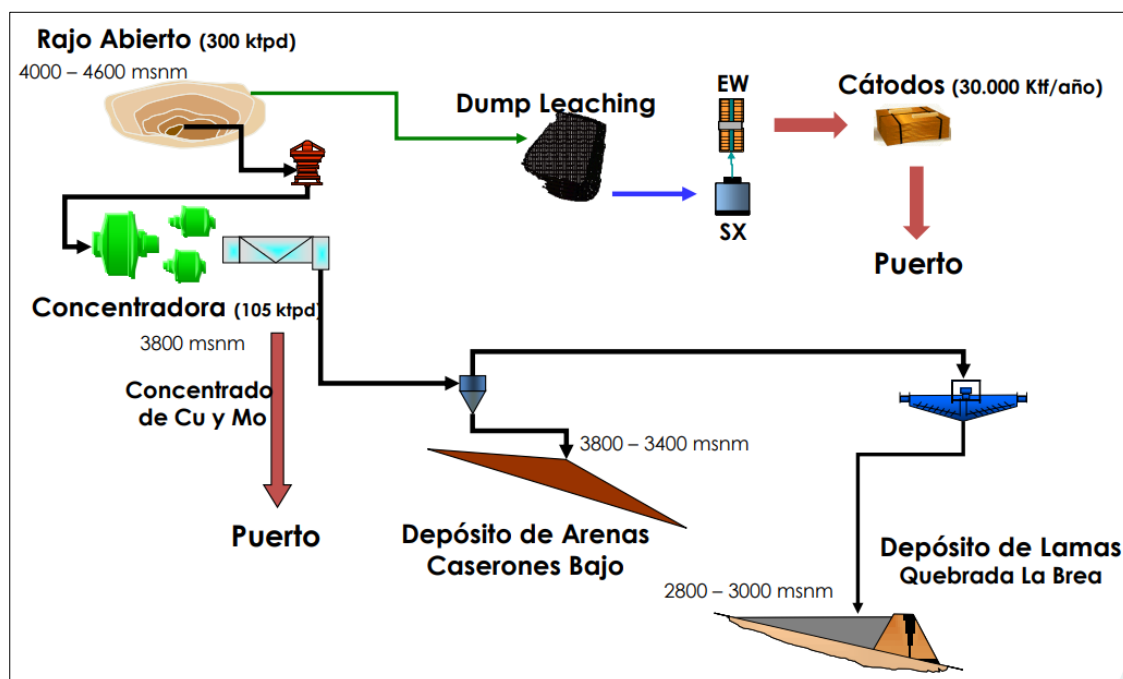 Rajo Abierto (300 ktpd)
4000 – 4600 msnm
Dump Leaching
EW
SX
Cátodos (30.000 Ktf/año)
Puerto
Concentradora (105 ktpd)
3800 msnm
Concentrado
de Cu y Mo
Puerto
3800 – 3400 msnm
Depósito de Arenas
Caserones Bajo
Depósito de Lamas
Quebrada La Brea
2800 – 3000 msnm